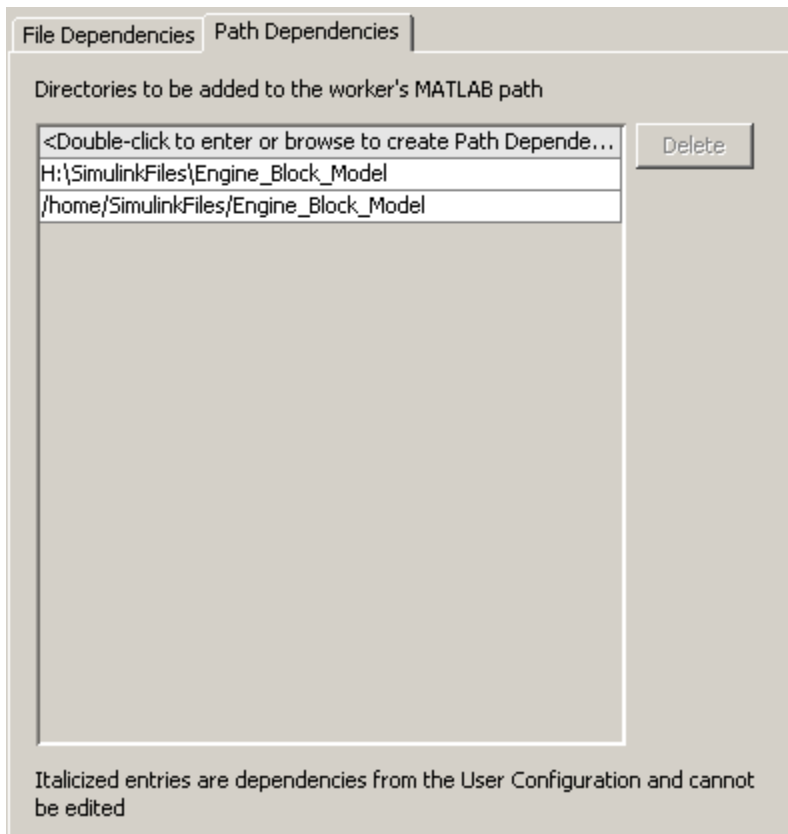 File Dependencies Path Dependencies
Directories to be added to the worker's MATLAB path
<Double-click to enter or browse to create Path Depende... Delete
H:\SimulinkFiles\Engine_Block_Model
/home/SimulinkFiles/Engine_Block_Model
Italicized entries are dependencies from the User Configuration and cannot
be edited